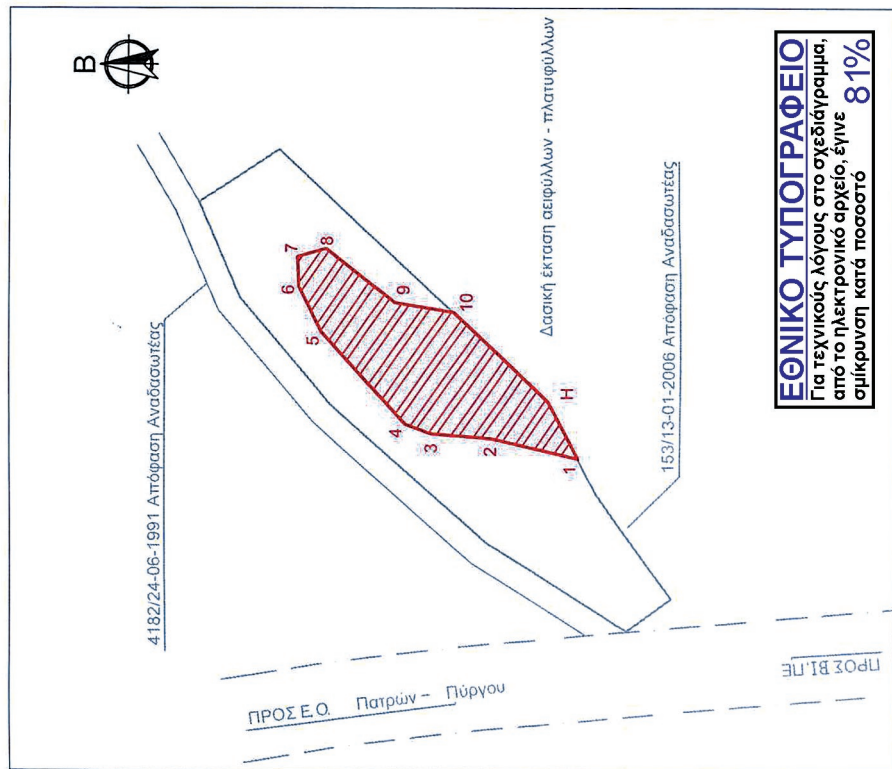 Β
4182/24-06-1991 Απόφαση Αναδασωτέας
7
8
6
5
9
10
4
3
2
1
Η
Δασική έκταση αειφύλλων - πλατυφύλλων
153/13-01-2006 Απόφαση Αναδασωτέας
ΠΡΟΣ Ε.Ο. Πατρών - Πύργου
ΠΡΟΣ ΒΙ.ΠΕ
ΕΘΝΙΚΟ ΤΥΠΟΓΡΑΦΕΙΟ
Για τεχνικούς λόγους στο σχεδιάγραμμα,
από το ηλεκτρονικό αρχείο, έγινε
σμίκρυνση κατά ποσοστό 81%